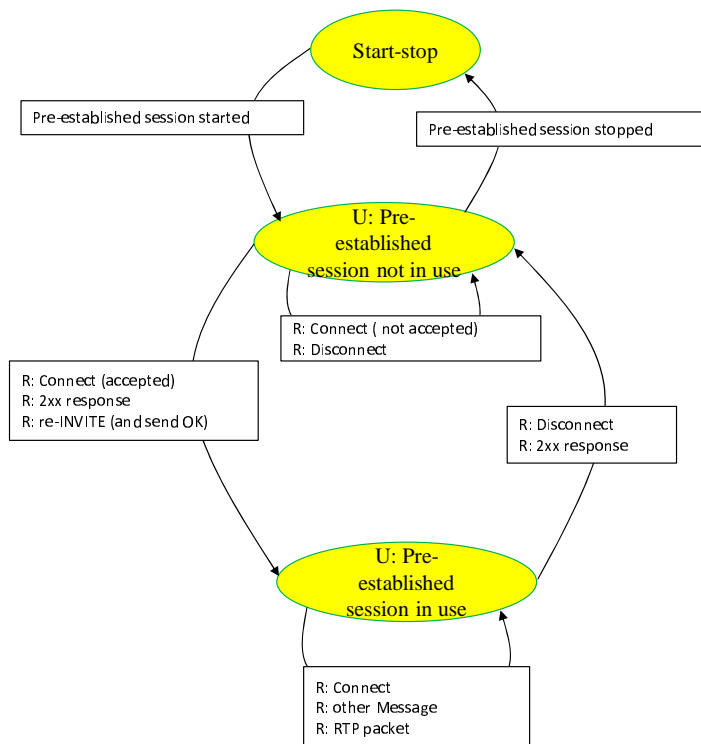 Start-stop
Pre-established session started
Pre-established session stopped
U: Pre-
established
session not in use
R: Connect ( not accepted)
R: Disconnect
R: Connect (accepted)
R: 2xx response
R: re-INVITE (and send OK)
R: Disconnect
R: 2xx response
U: Pre-
established
session in use
R: Connect
R: other Message
R: RTP packet